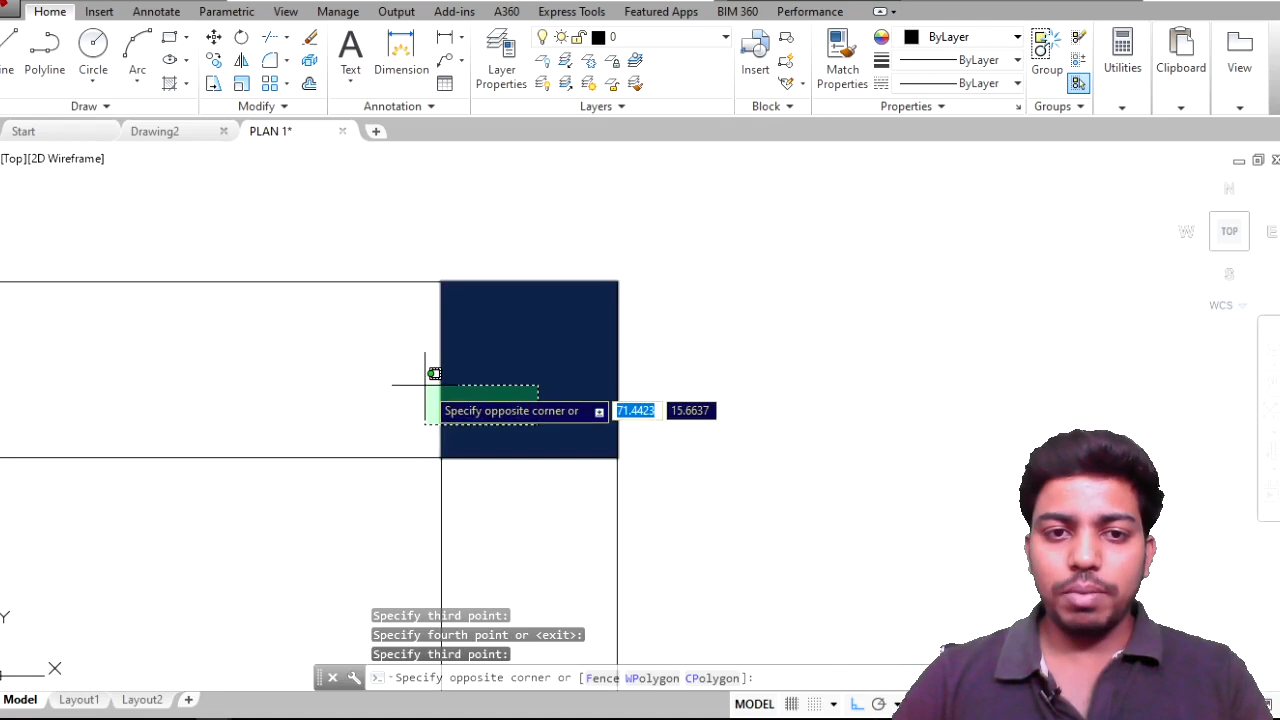 Home Insert Annotate Parametric View Manage Output Add-ins A360 Express Tools Featured Apps BIM 360 Performance
0
ByLayer
ByLayer
ByLayer
Polyline Circle Arc
Text Dimension
Layer Properties
Insert
Match Properties
Group
Utilities Clipboard View
Draw Modify Annotation Layers Block Properties Groups
Start Drawing2 PLAN 1* +
[Top][2D Wireframe]
N
W TOP E
S
WCS
Specify opposite corner or 71.4423 15.6637
Y
X
Specify third point:
Specify fourth point or <exit>:
Specify third point:
-Specify opposite corner or [Fence WPolygon CPolygon]:
Model Layout1 Layout2 +
MODEL